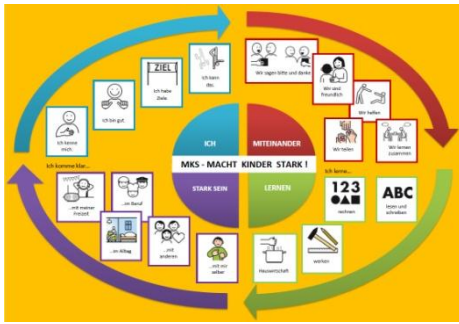 Ich kenne
mich
Ich bin gut
ZIEL
Ich habe
Ziele
Ich kann
das
Wir sagen bitte und danke
Wir sind
freundlich
Wir helfen
Wir teilen
Wir lernen
zusammen
ICH
MITEINANDER
MKS - MACHT KINDER STARK !
STARK SEIN
LERNEN
Ich lerne...
123
rechnen
ABC
lesen und
schreiben
werken
Hauswirtschaft
Ich komme klar...
...mit meiner
Freizeit
...im Beruf
...im Alltag
...mit
anderen
...mit mir
selber